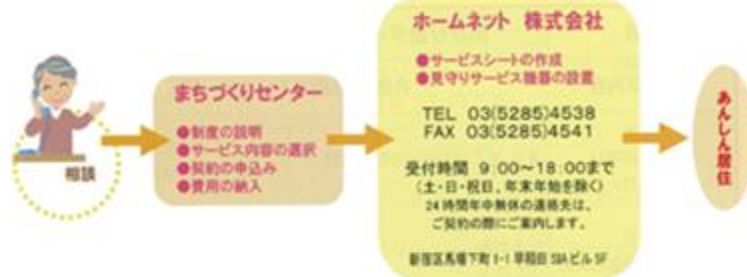 相談
まちづくりセンター
●制度の説明
●サービス内容の選択
●契約の申込み
●費用の納入
ホームネット 株式会社
●サービスシートの作成
●見守りサービス機器の設置
TEL 03(5285)4538
FAX 03(5285)4541
受付時間 9:00～18:00まで
(土・日・祝日、年末年始を除く)
24時間年中無休の連絡先は、
ご契約の際にご案内します。
新宿区馬場下町1-1 早稲田SIAビル5F
あんしん居住